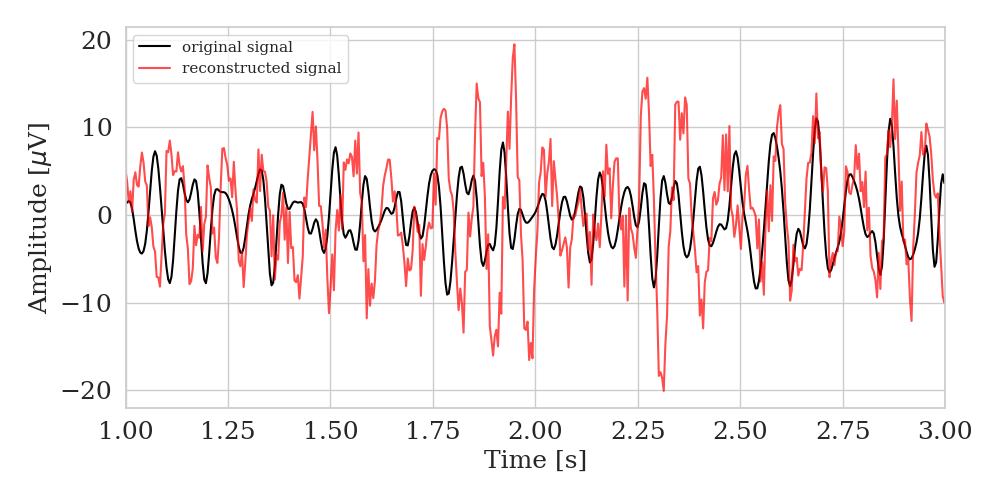 original signal
reconstructed signal
20
10
0
−10
−20
Amplitude [μV]
1.00 1.25 1.50 1.75 2.00 2.25 2.50 2.75 3.00
Time [s]